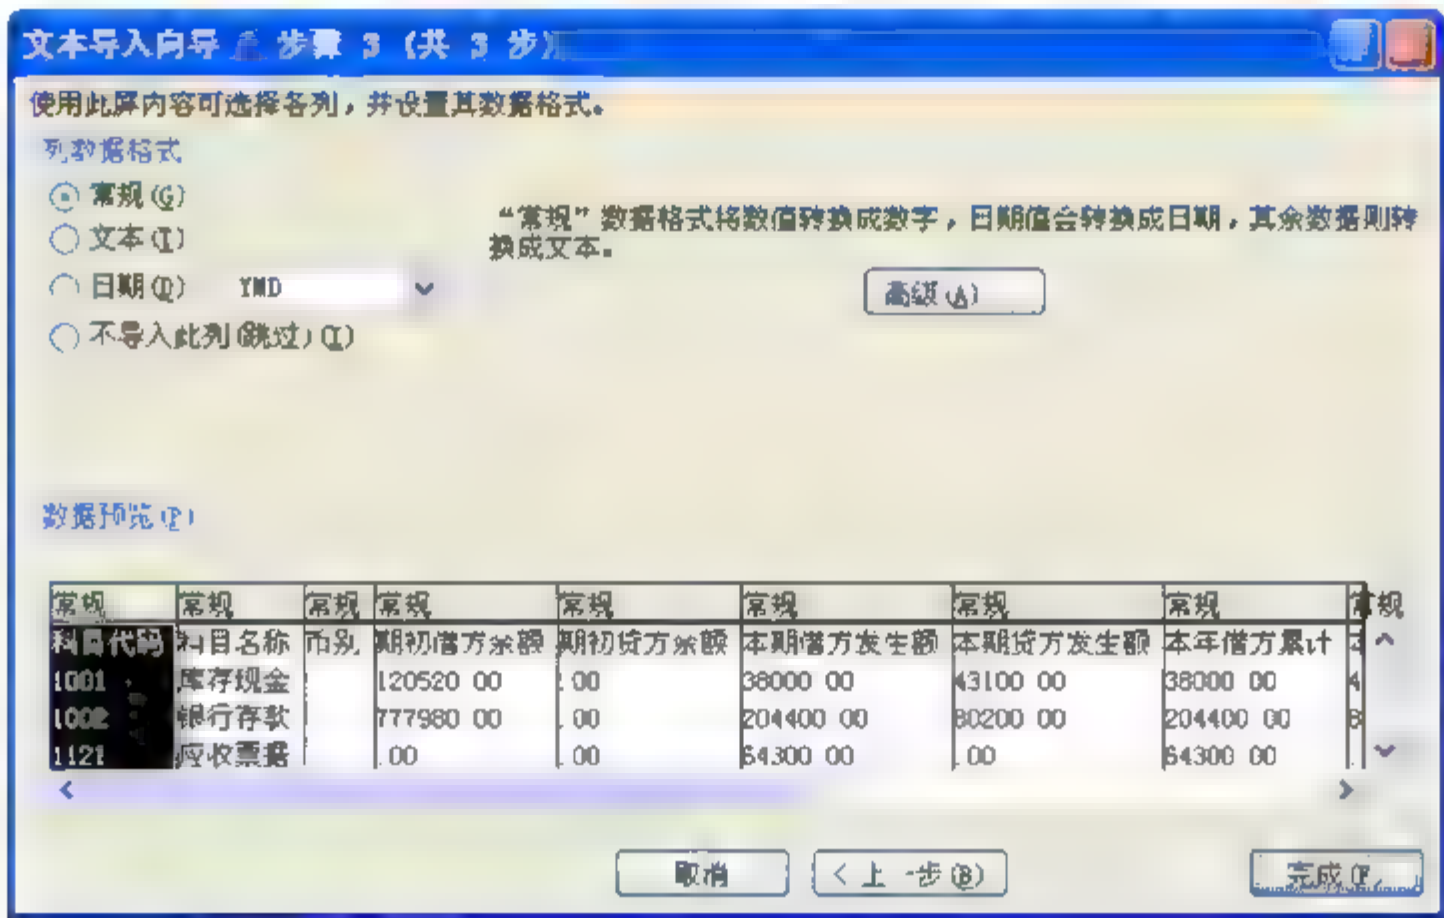 文本导入向导 步骤 3 (共 3 步)
使用此屏内容可选择各列，并设置其数据格式。
列数据格式
常规(G)
文本(T)
日期(D) YMD
不导入此列(跳过)(I)
“常规”数据格式将数值转换成数字，日期值会转换成日期，其余数据则转
换成文本。
高级(A)
数据预览(P)
常规 常规 常规 常规 常规 常规 常规 常规 常规
科目代码 科目名称 币别 期初借方余额 期初贷方余额 本期借方发生额 本期贷方发生额 本年借方累计
1001 库存现金 120520 00 .00 38000 00 43100 00 38000 00 4
1002 银行存款 777980 00 .00 204400 00 80200 00 204400 00 8
1121 应收票据 .00 .00 64300 00 .00 64300 00 .
取消 < 上一步(B) 完成(F)